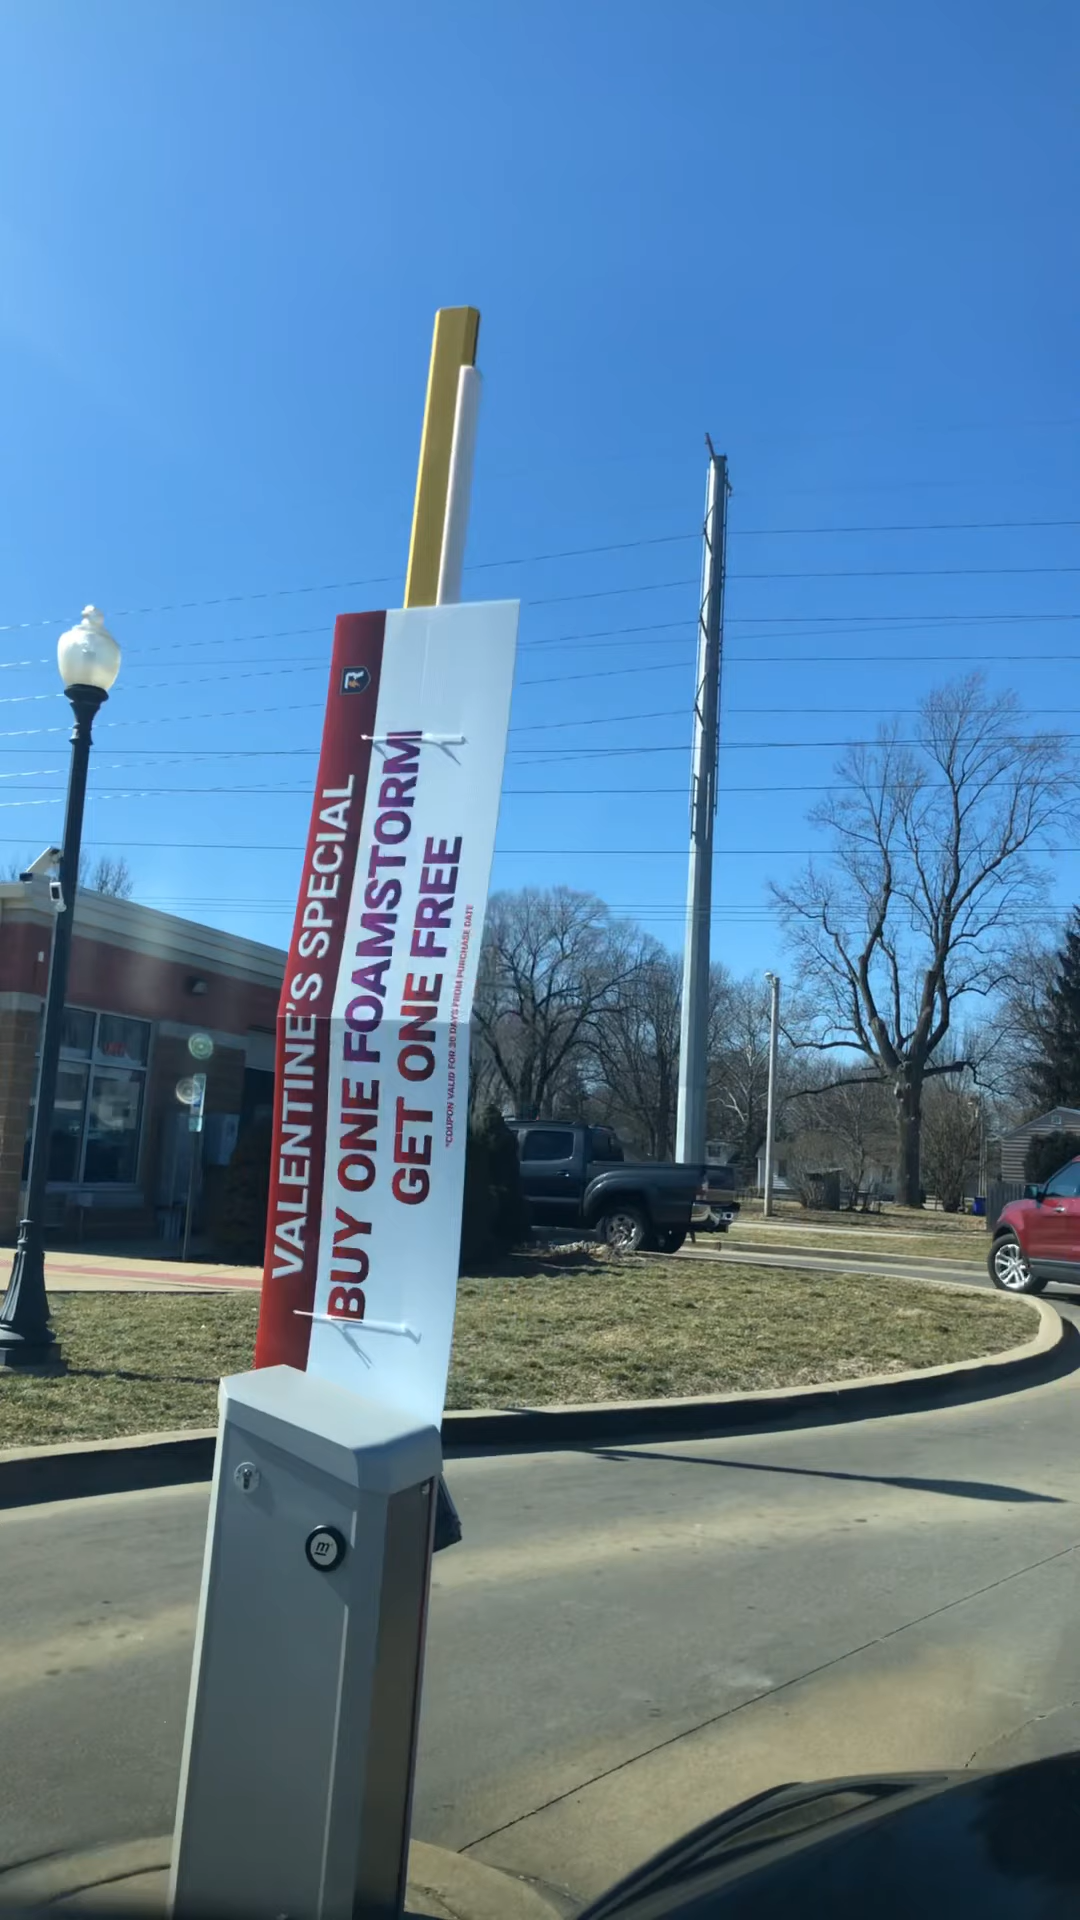 R
VALENTINE'S SPECIAL
BUY ONE FOAMSTORM
GET ONE FREE
*COUPON VALID FOR 30 DAYS FROM PURCHASE DATE
m